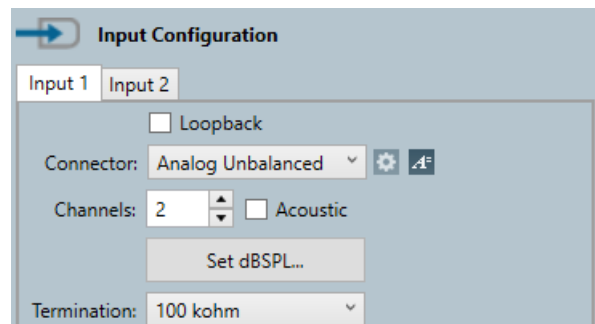 Input Configuration
Input 1 Input 2
Loopback
Connector: Analog Unbalanced A=
Channels: 2 Acoustic
Set dBSPL...
Termination: 100 kohm